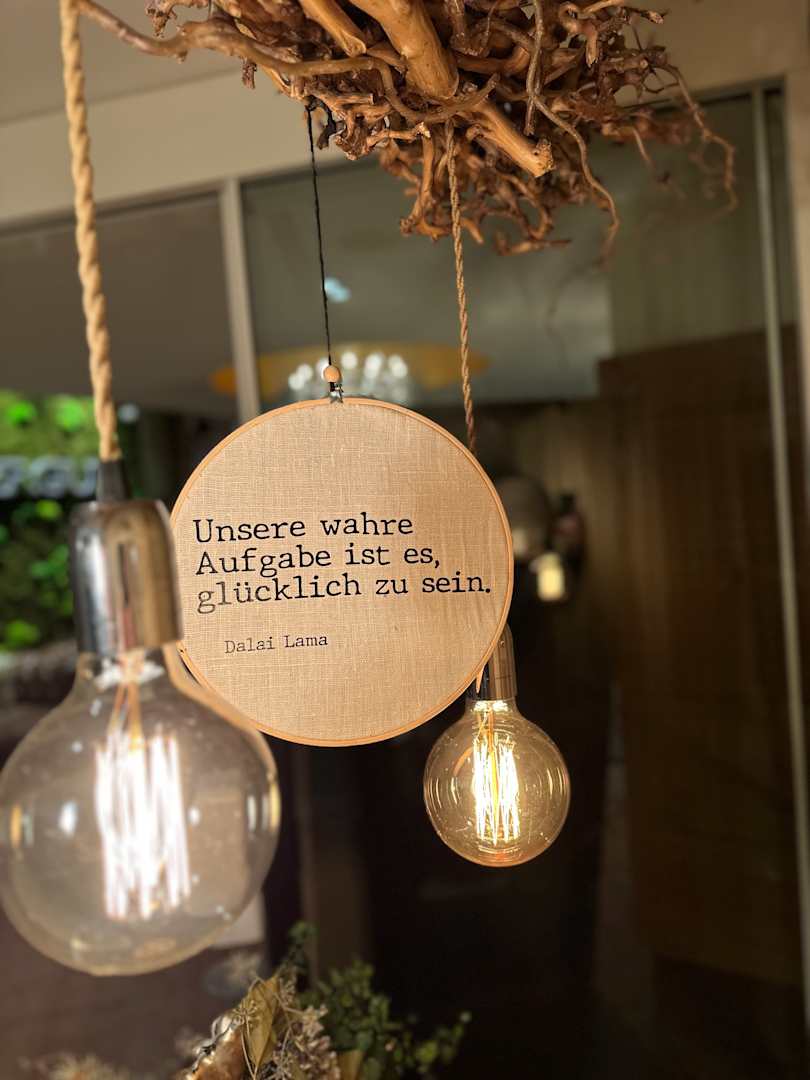 Unsere wahre
Aufgabe ist es,
glücklich zu sein.
Dalai Lama